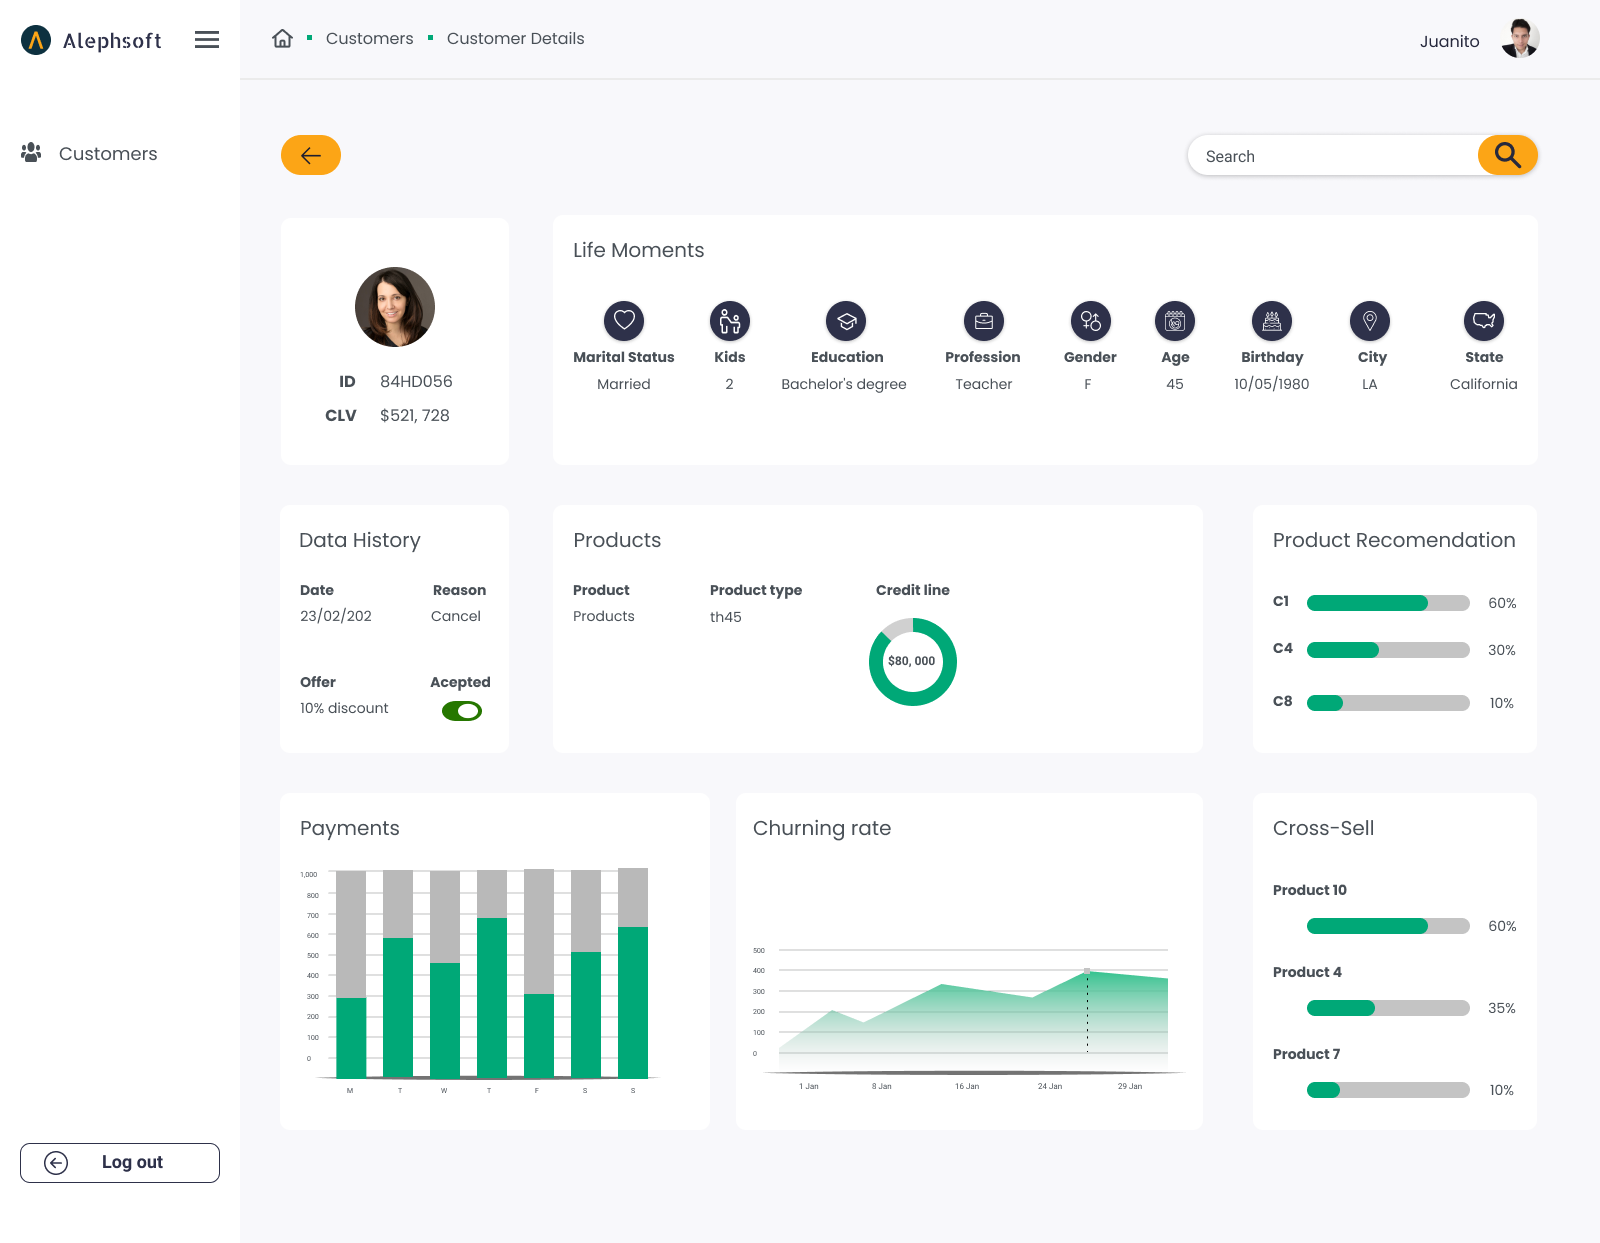 Alephsoft
Customers
Customer Details
Juanito
Customers
Search
ID 84HD056
CLV $521, 728
Life Moments
Marital Status Kids Education Profession Gender Age Birthday City State
Married 2 Bachelor's degree Teacher F 45 10/05/1980 LA California
Data History
Date Reason
23/02/202 Cancel
Offer Acepted
10% discount
Products
Product Product type Credit line
Products th45
$80, 000
Product Recomendation
C1 60%
C4 30%
C8 10%
Payments
1,000
800
700
600
500
400
300
200
100
0
M T W T F S S
Churning rate
500
400
300
200
100
0
1 Jan 8 Jan 16 Jan 24 Jan 29 Jan
Cross-Sell
Product 10
60%
Product 4
35%
Product 7
10%
Log out